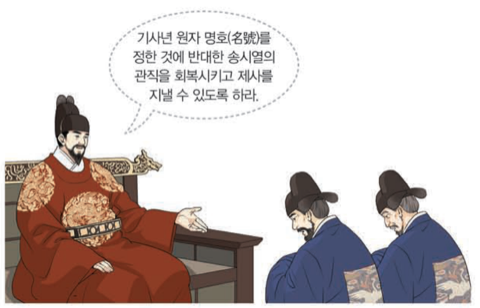 기사년 원자 명호(名號)를
정한 것에 반대한 송시열의
관직을 회복시키고 제사를
지낼 수 있도록 하라.